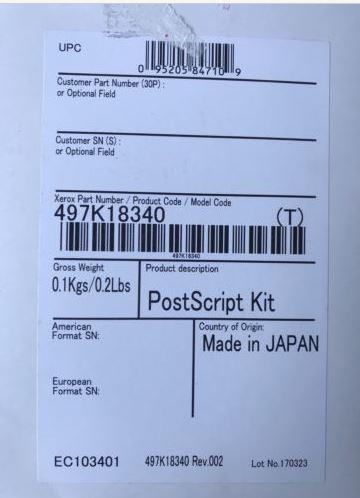 UPC
0 95205 84710 9
Customer Part Number (30P) :
or Optional Field
Customer SN (S) :
or Optional Field
Xerox Part Number / Product Code / Model Code
497K18340 (T)
497K18340
Gross Weight
0.1Kgs/0.2Lbs
Product description
PostScript Kit
American
Format SN:
European
Format SN:
Country of Origin:
Made in JAPAN
EC103401 497K18340 Rev.002 Lot No.170323